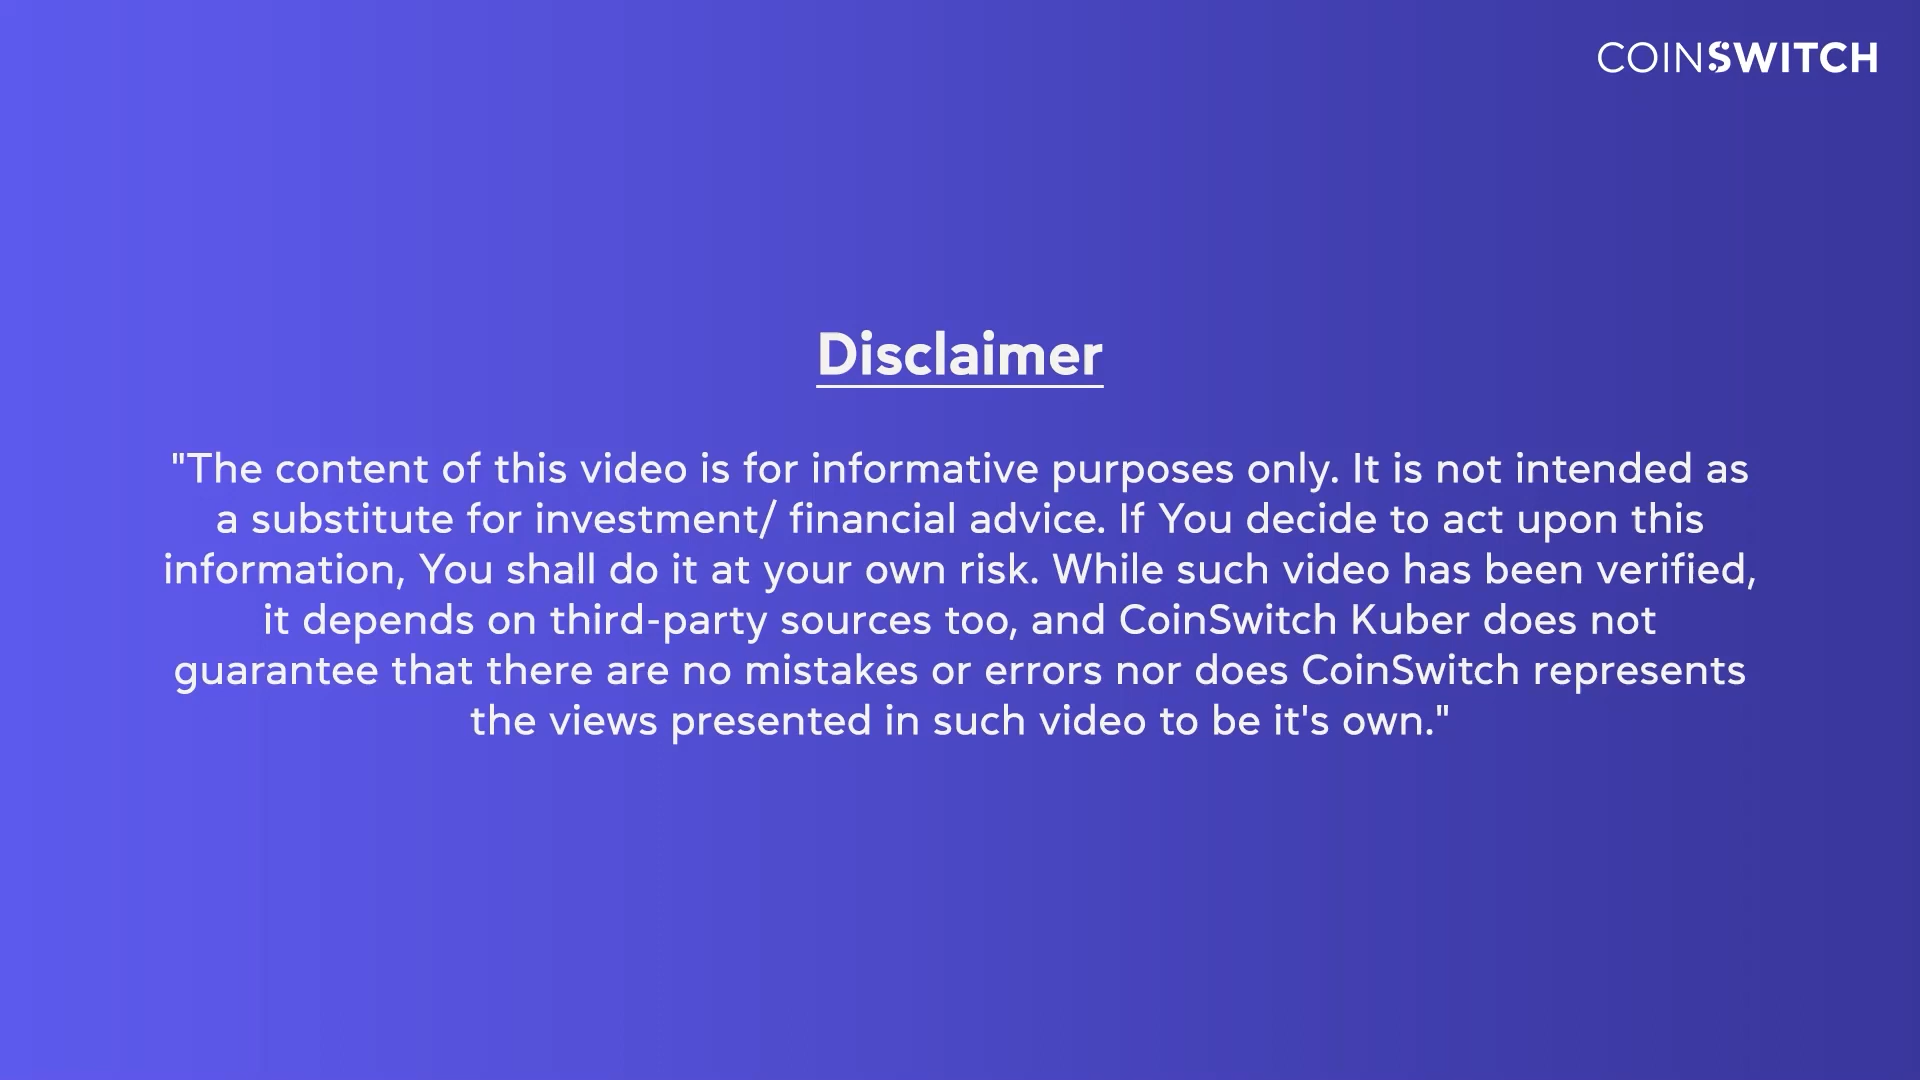 COINSWITCH
Disclaimer
"The content of this video is for informative purposes only. It is not intended as
a substitute for investment/ financial advice. If You decide to act upon this
information, You shall do it at your own risk. While such video has been verified,
it depends on third-party sources too, and CoinSwitch Kuber does not
guarantee that there are no mistakes or errors nor does CoinSwitch represents
the views presented in such video to be it's own."